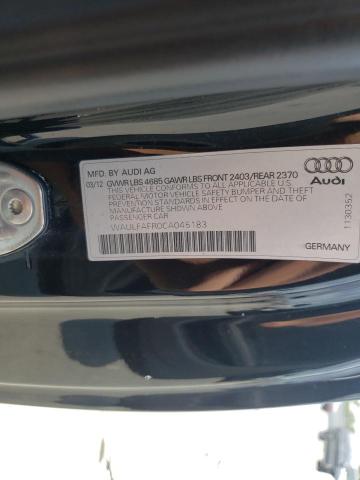 MFD. BY AUDI AG
03/12 GVWR LBS 4685 GAWR LBS FRONT 2403/REAR 2370
THIS VEHICLE CONFORMS TO ALL APPLICABLE U.S.
FEDERAL MOTOR VEHICLE SAFETY BUMPER AND THEFT
PREVENTION STANDARDS IN EFFECT ON THE DATE OF
MANUFACTURE SHOWN ABOVE.
PASSENGER CAR
WAULFAFR0CA045183
Audi
1130352
GERMANY